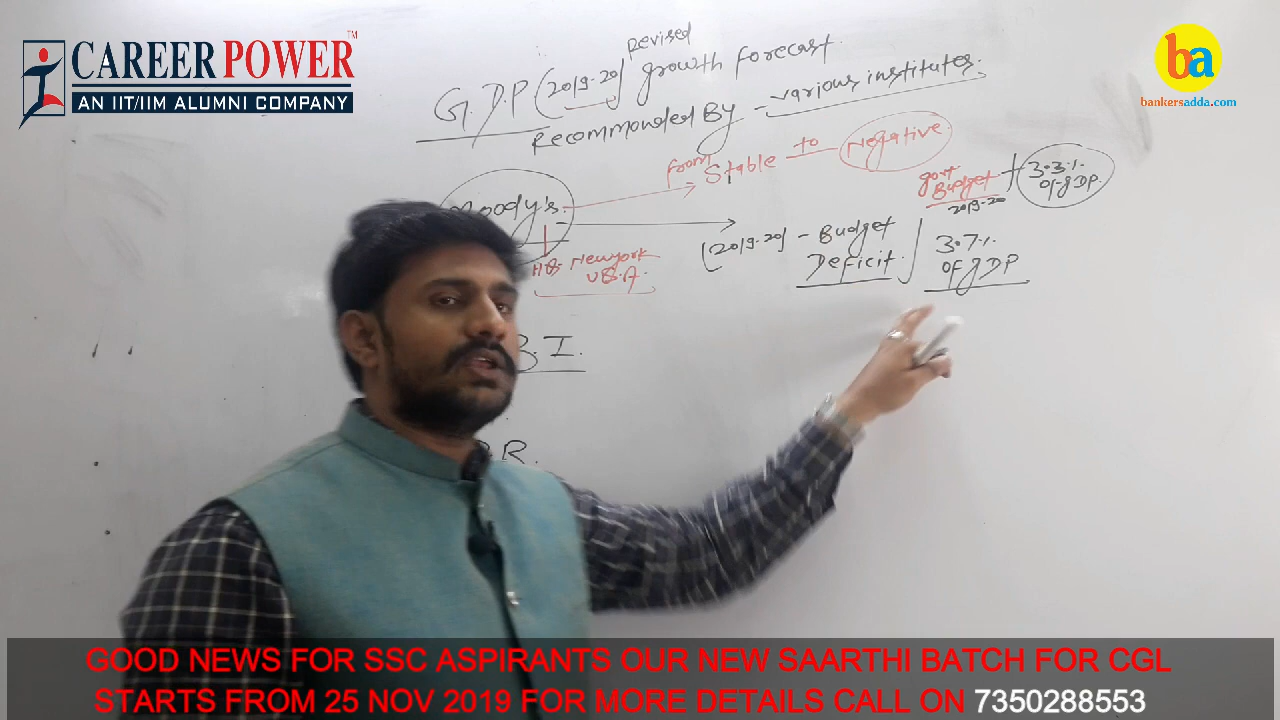 CAREER POWER™
AN IIT/IIM ALUMNI COMPANY
ba
bankersadda.com
revised
G.D.P (2019-20) growth forecast
Recommonded By - various institutes.
From Stable to Negative
Moody's
HQ. Newyork
U.S.A.
(2019-20) - Budget
Deficit.
3.7%
of gDP
govt
Budget
2019-20
3.3%
of gDP.
B.I.
R.
GOOD NEWS FOR SSC ASPIRANTS OUR NEW SAARTHI BATCH FOR CGL
STARTS FROM 25 NOV 2019 FOR MORE DETAILS CALL ON 7350288553